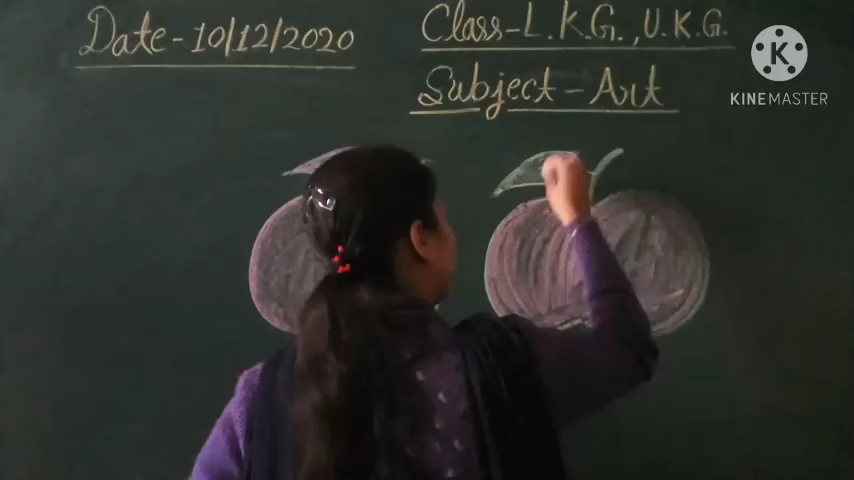 Date-10/12/2020
Class-L.K.G.,U.K.G.
Subject-Art
K
KINEMASTER